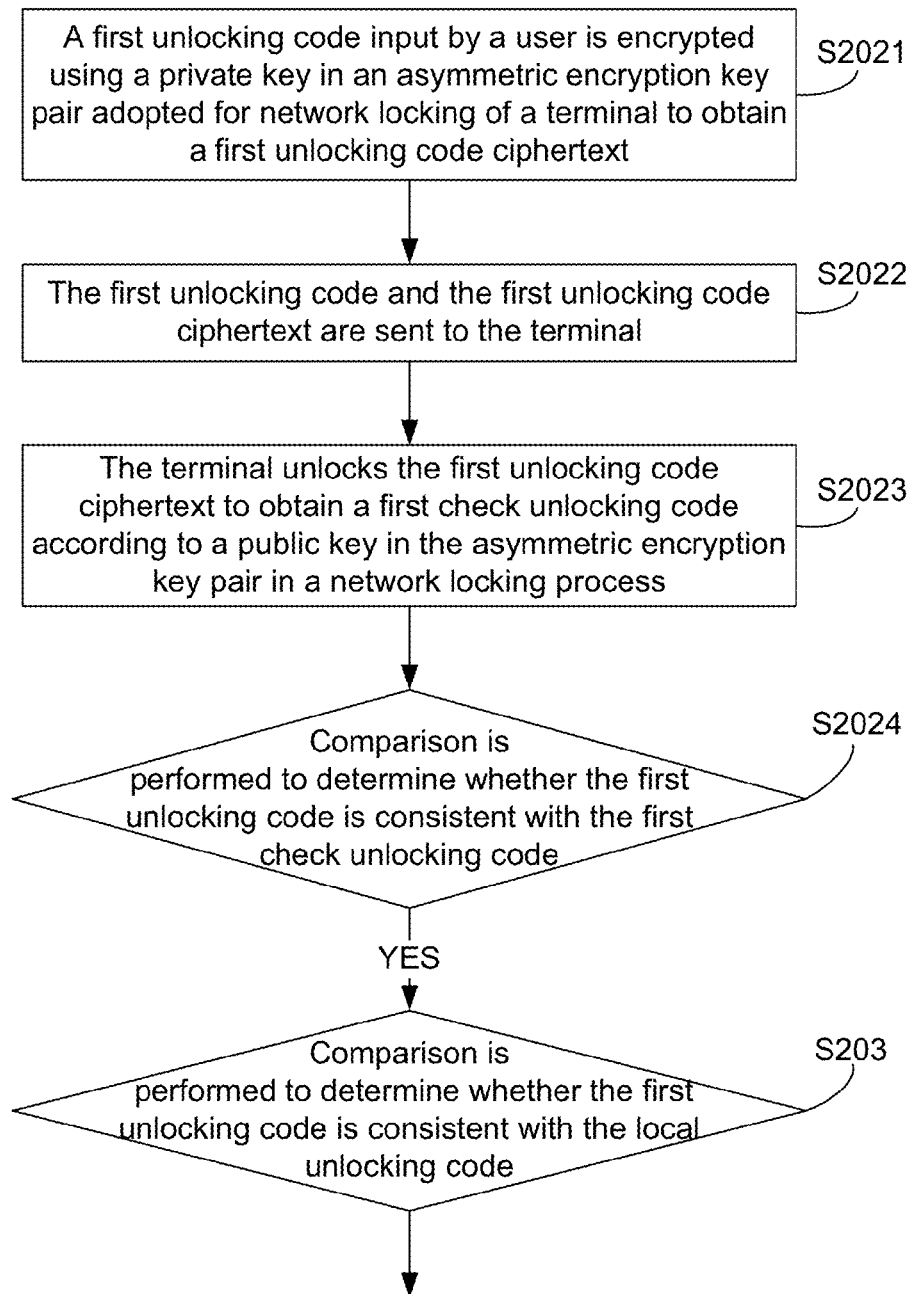 A first unlocking code input by a user is encrypted
using a private key in an asymmetric encryption key
pair adopted for network locking of a terminal to obtain
a first unlocking code ciphertext
S2021
The first unlocking code and the first unlocking code
ciphertext are sent to the terminal
S2022
The terminal unlocks the first unlocking code
ciphertext to obtain a first check unlocking code
according to a public key in the asymmetric encryption
key pair in a network locking process
S2023
Comparison is
performed to determine whether the first
unlocking code is consistent with the first
check unlocking code
S2024
YES
Comparison is
performed to determine whether the first
unlocking code is consistent with the local
unlocking code
S203